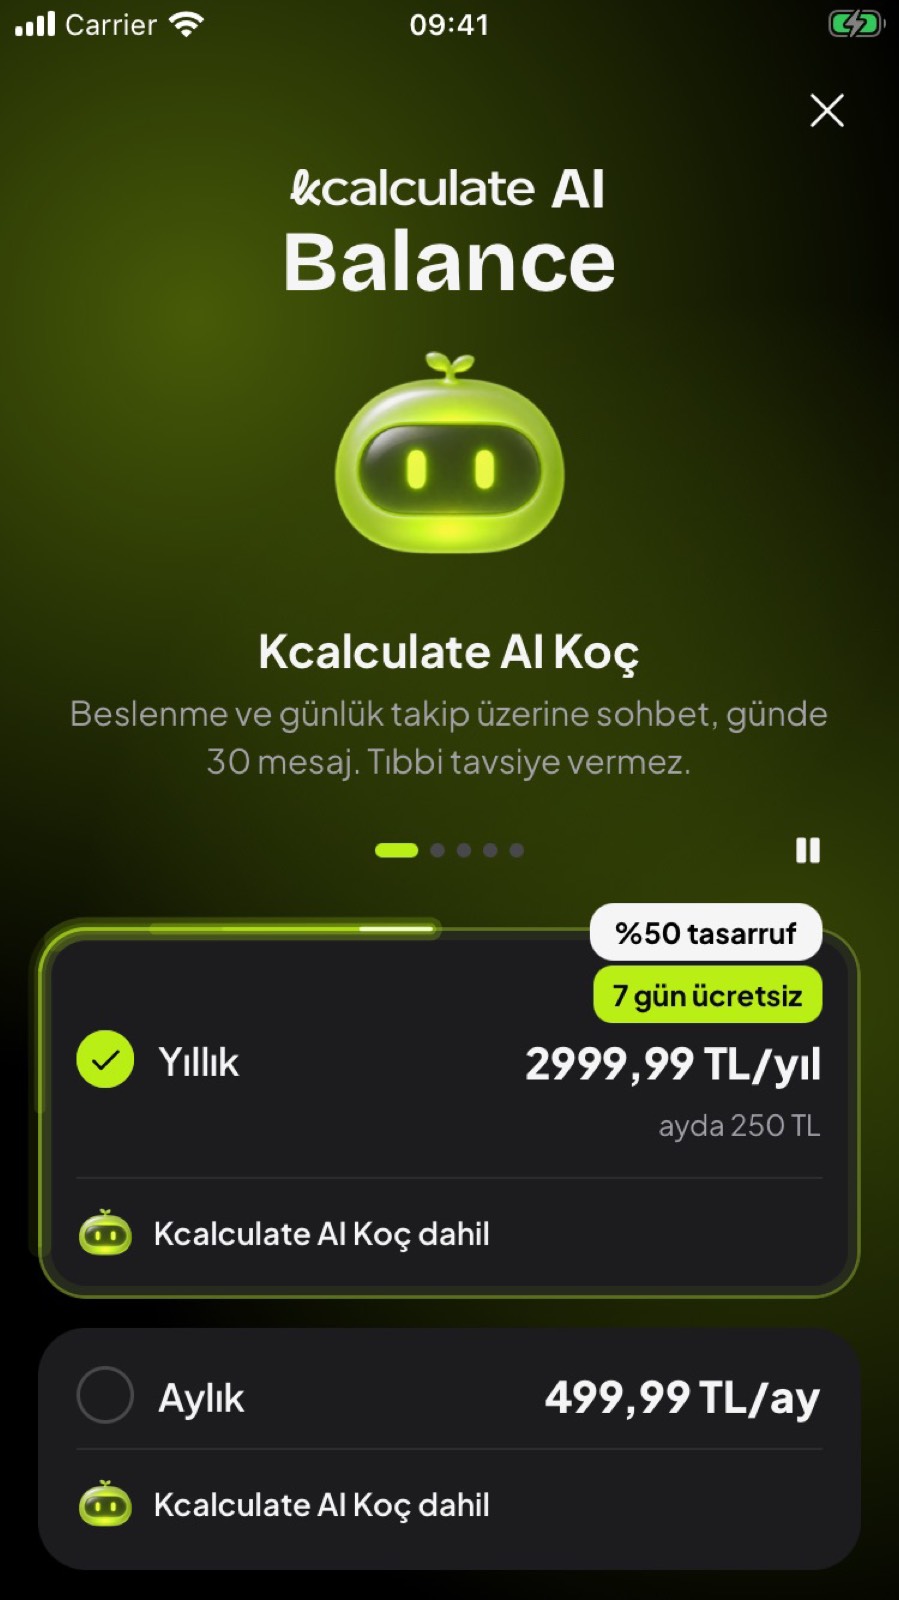 Carrier
09:41
kcalculate AI
Balance
Kcalculate AI Koç
Beslenme ve günlük takip üzerine sohbet, günde
30 mesaj. Tıbbi tavsiye vermez.
%50 tasarruf
7 gün ücretsiz
Yıllık
2999,99 TL/yıl
ayda 250 TL
Kcalculate AI Koç dahil
Aylık
499,99 TL/ay
Kcalculate AI Koç dahil